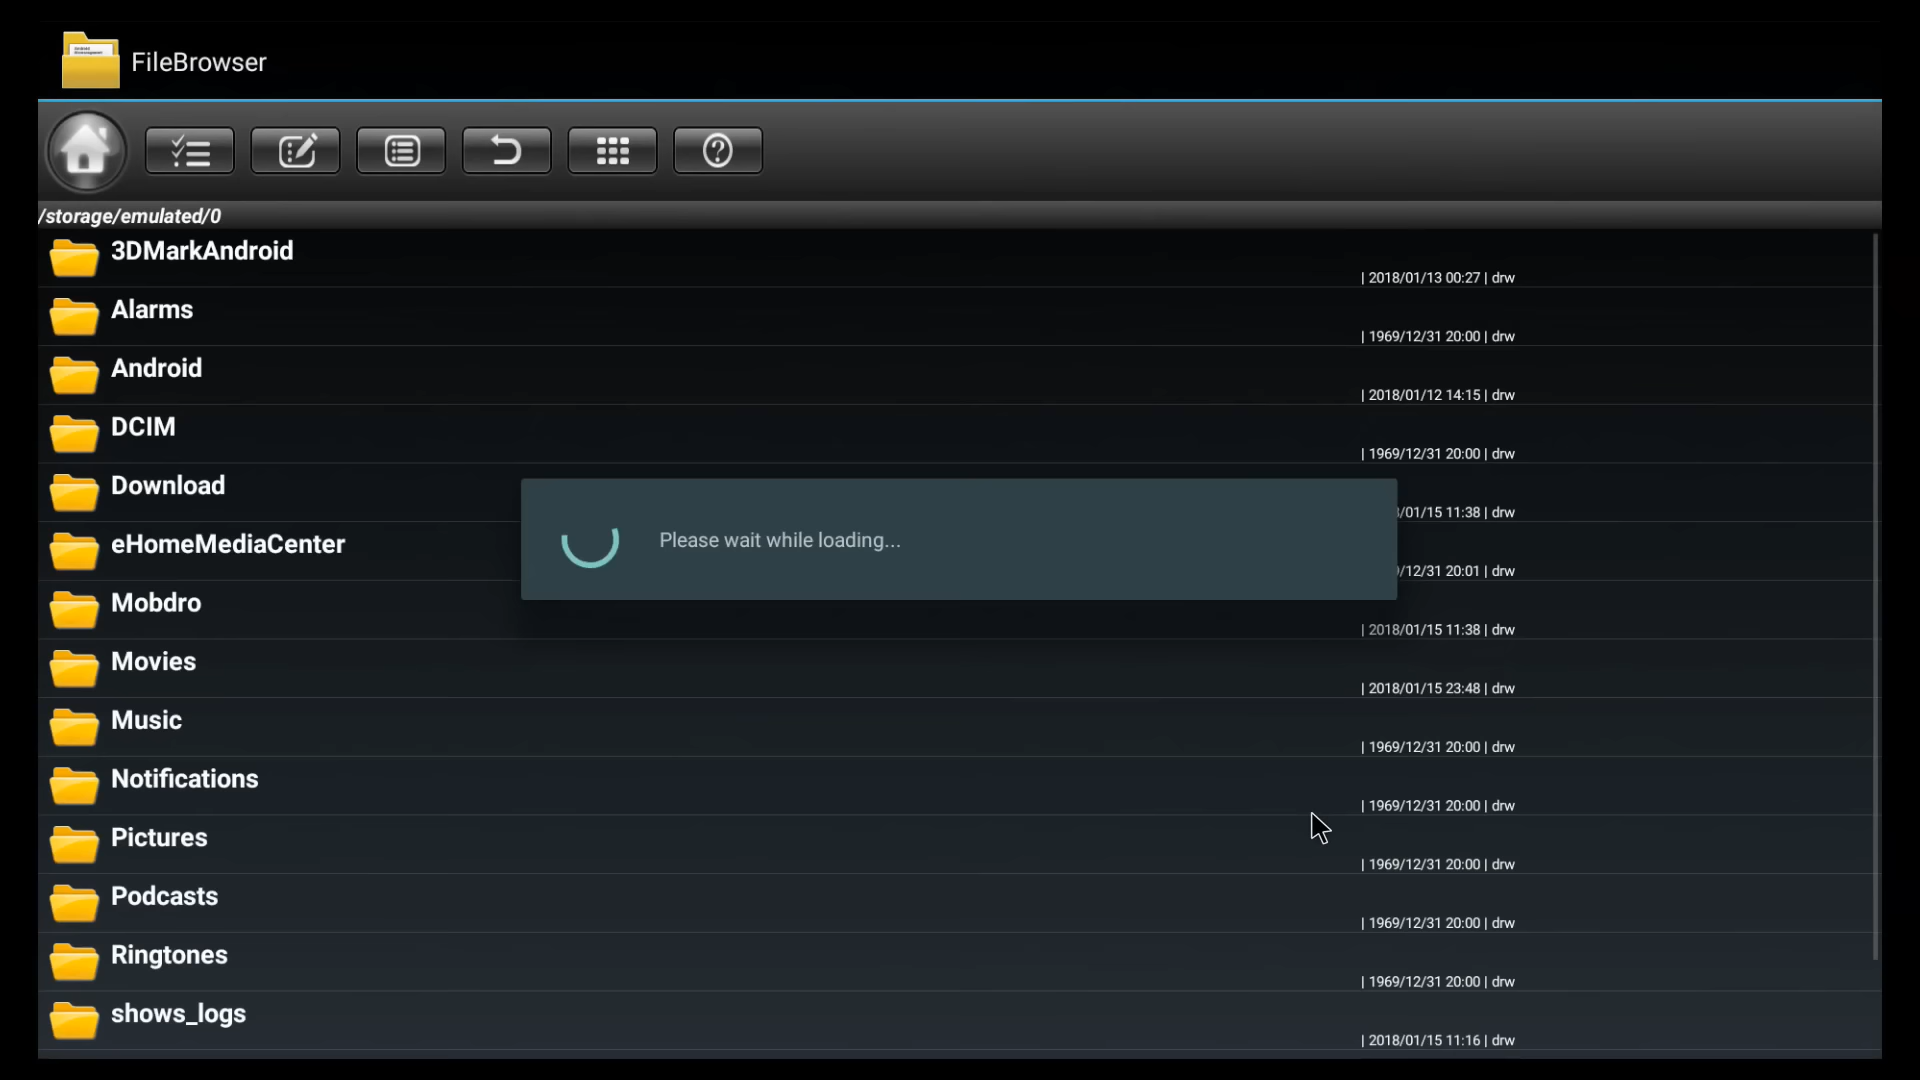 FileBrowser
/storage/emulated/0
3DMarkAndroid
| 2018/01/13 00:27 | drw
Alarms
| 1969/12/31 20:00 | drw
Android
| 2018/01/12 14:15 | drw
DCIM
| 1969/12/31 20:00 | drw
Download
/01/15 11:38 | drw
eHomeMediaCenter
/12/31 20:01 | drw
Please wait while loading...
Mobdro
| 2018/01/15 11:38 | drw
Movies
| 2018/01/15 23:48 | drw
Music
| 1969/12/31 20:00 | drw
Notifications
| 1969/12/31 20:00 | drw
Pictures
| 1969/12/31 20:00 | drw
Podcasts
| 1969/12/31 20:00 | drw
Ringtones
| 1969/12/31 20:00 | drw
shows_logs
| 2018/01/15 11:16 | drw